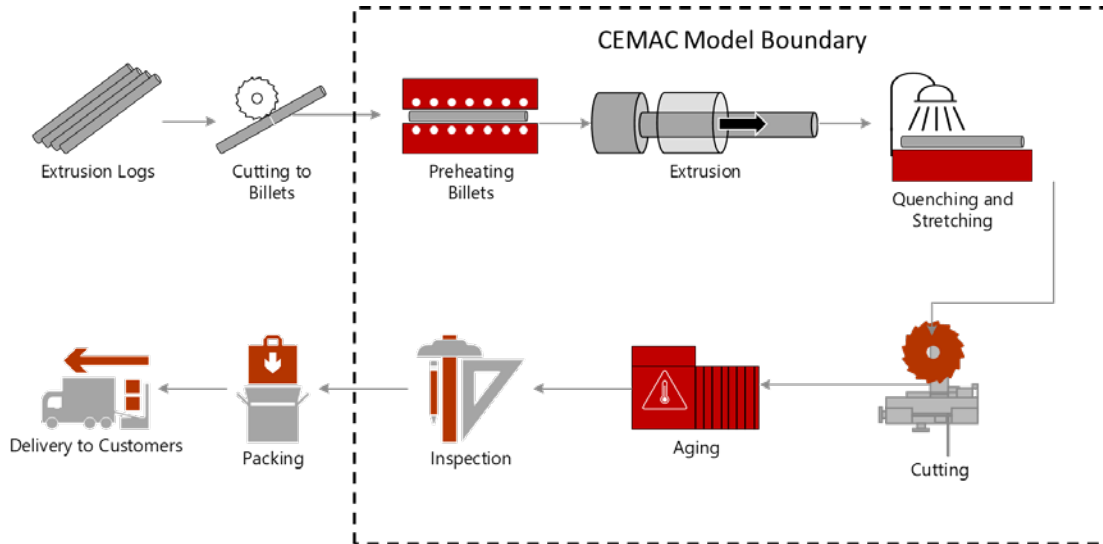 CEMAC Model Boundary
Extrusion Logs
Cutting to
Billets
Preheating
Billets
Extrusion
Quenching and
Stretching
Delivery to Customers
Packing
Inspection
Aging
Cutting